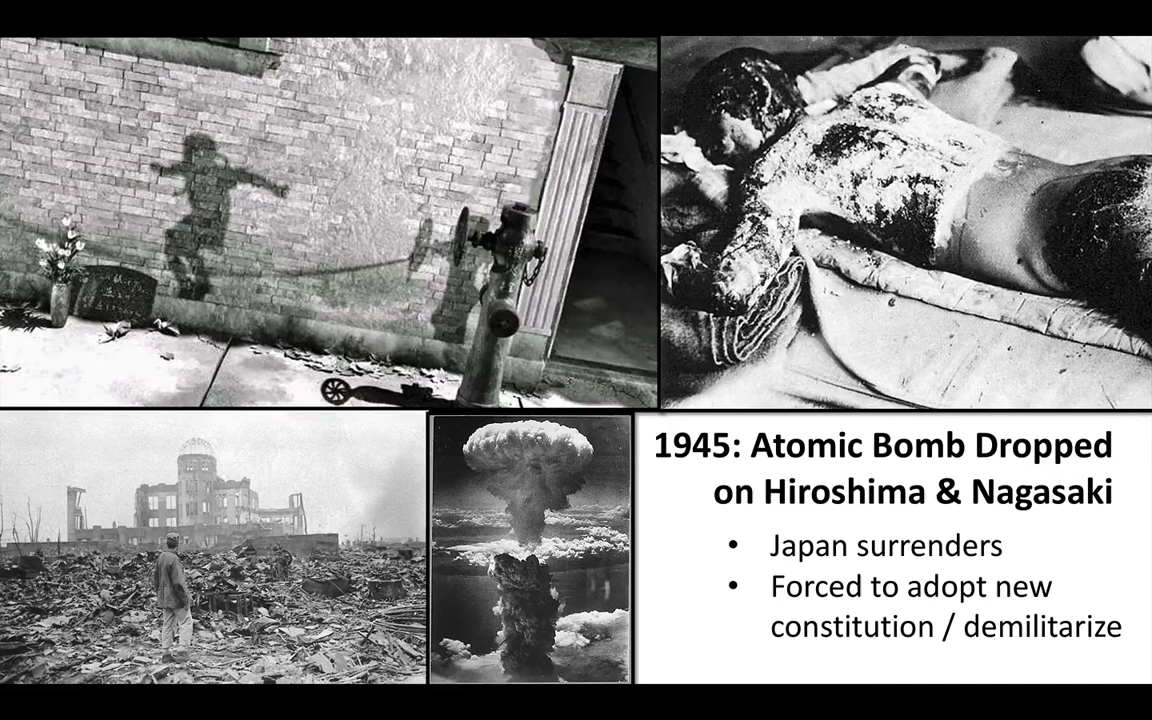 1945: Atomic Bomb Dropped
on Hiroshima & Nagasaki
• Japan surrenders
• Forced to adopt new
constitution / demilitarize